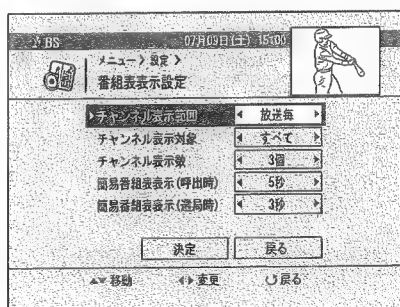 BS 07月09日(土) 15:00
メニュー〉設定〉
番組表表示設定
チャンネル表示範囲 放送毎
チャンネル表示対象 すべて
チャンネル表示数 3個
簡易番組表表示(呼出時) 5秒
簡易番組表表示(選局時) 3秒
決定 戻る
移動 変更 戻る